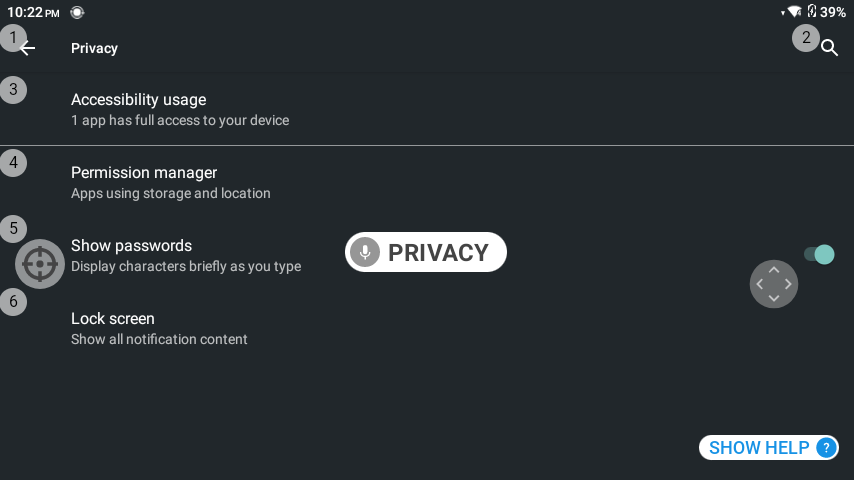 10:22 PM 39%
1 Privacy 2
3
Accessibility usage
1 app has full access to your device
4
Permission manager
Apps using storage and location
5
Show passwords
Display characters briefly as you type
PRIVACY
6
Lock screen
Show all notification content
SHOW HELP ?